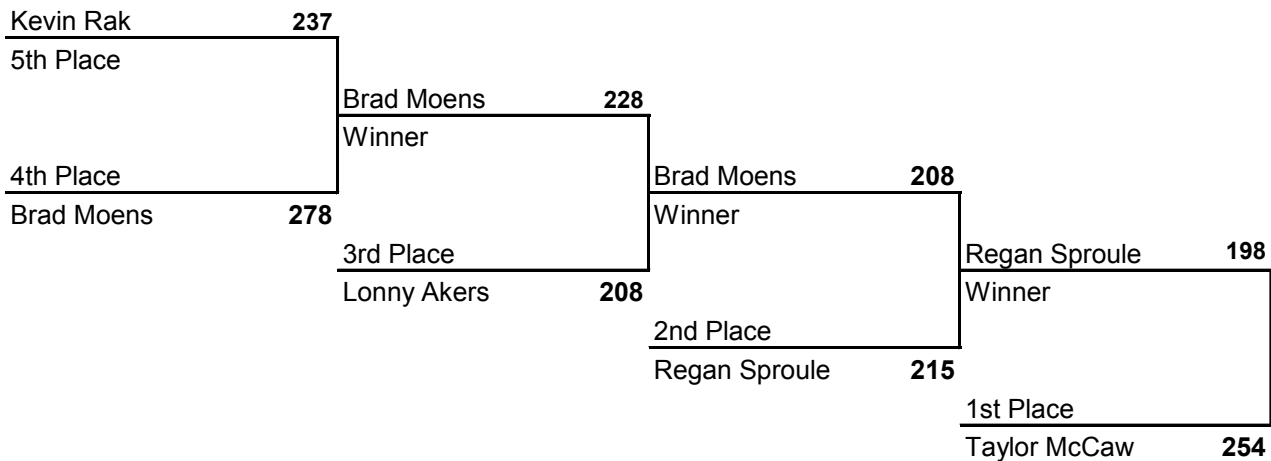 Kevin Rak 237
5th Place
Brad Moens 228
Winner
4th Place
Brad Moens 208
Brad Moens 278
Winner
3rd Place
Regan Sproule 198
Lonny Akers 208
Winner
2nd Place
Regan Sproule 215
1st Place
Taylor McCaw 254